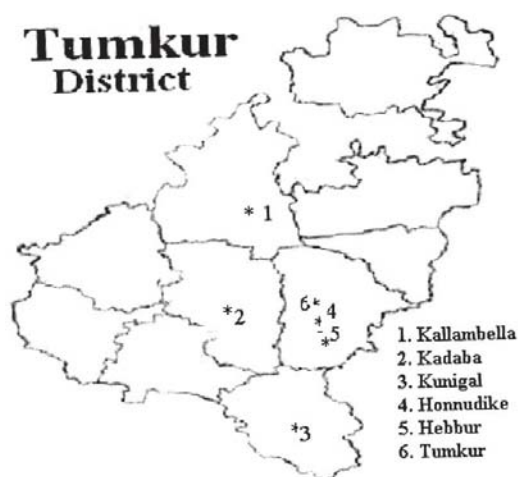 Tumkur
District
* 1
6 *
* 4
* 5
*2
*3
1. Kallambella
2. Kadaba
3. Kunigal
4. Honnudike
5. Hebbur
6. Tumkur